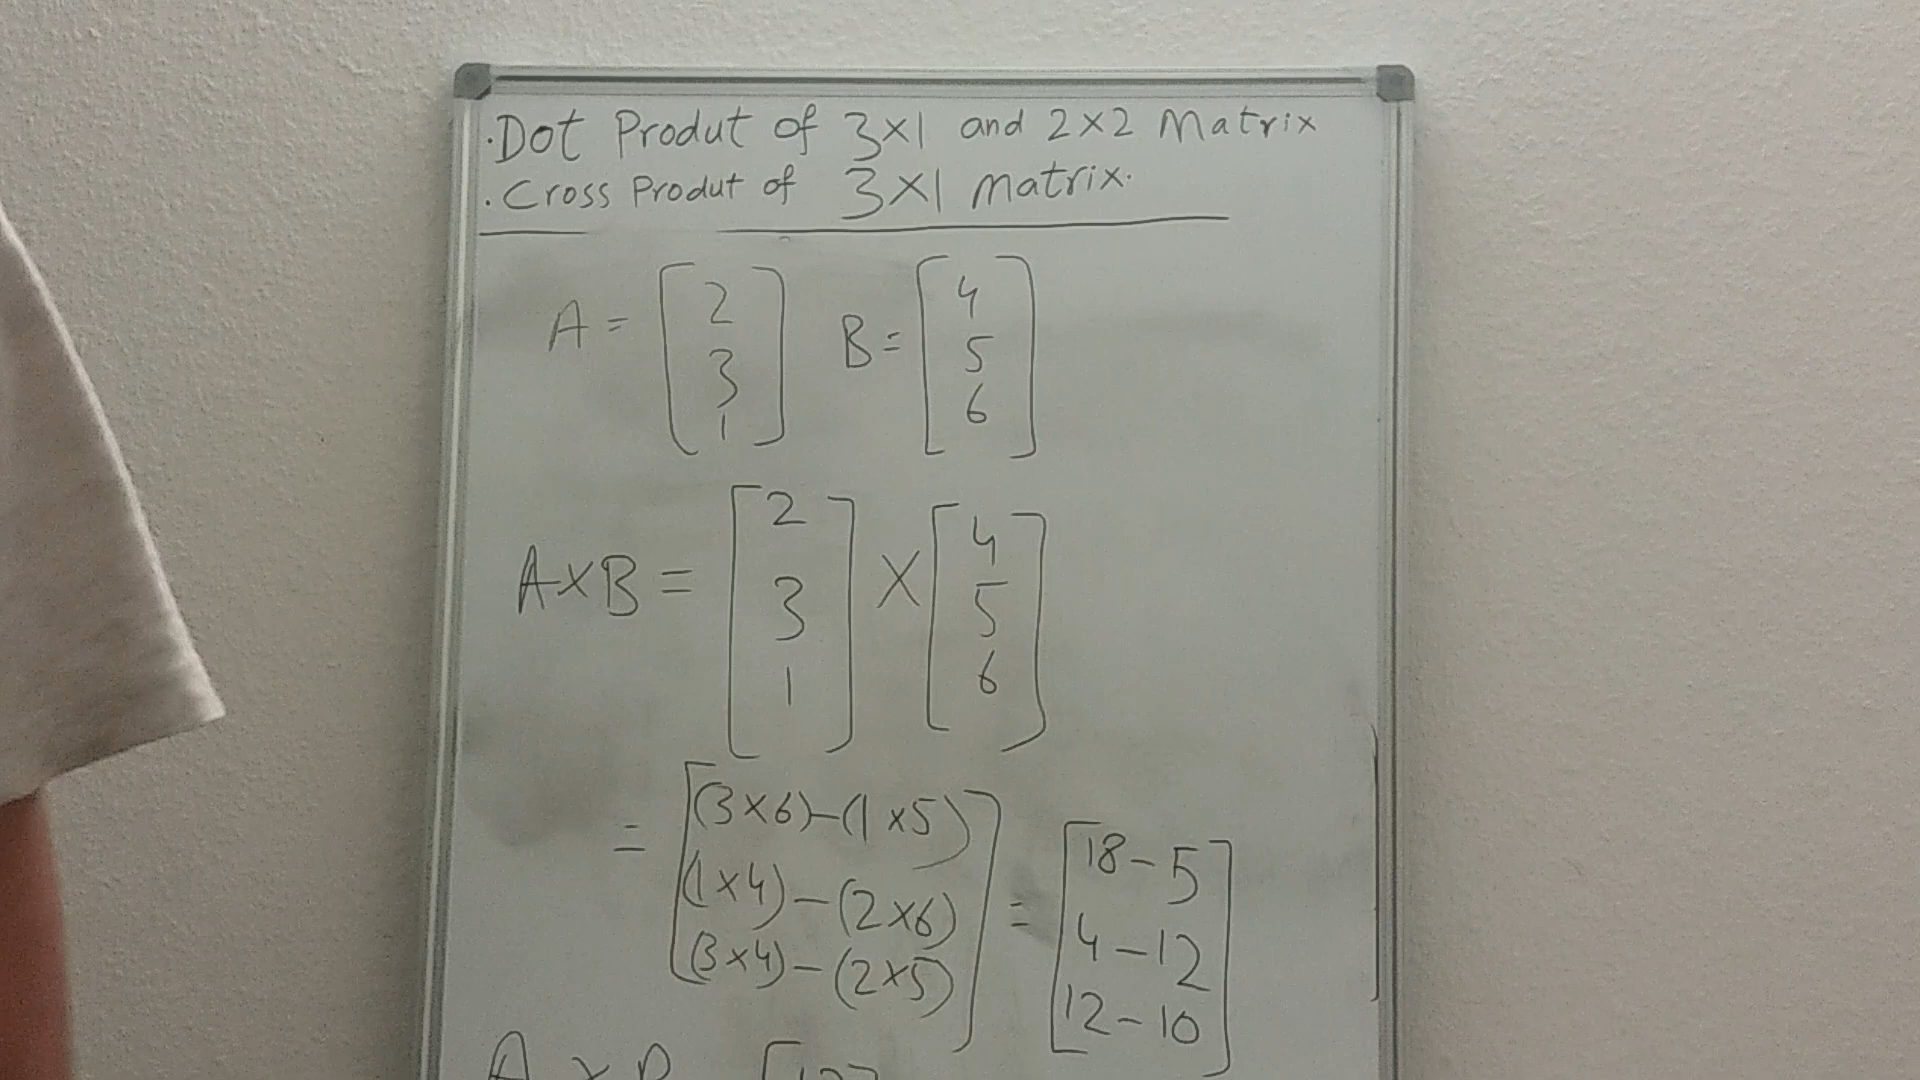 ·Dot Produt of 3×1 and 2×2 Matrix
·Cross Produt of 3×1 matrix.
A = [2 3 1] B = [4 5 6]
A×B = [2 3 1] × [4 5 6]
= [(3×6)-(1×5) (1×4)-(2×6) (3×4)-(2×5)] = [18-5 4-12 12-10]
A ×